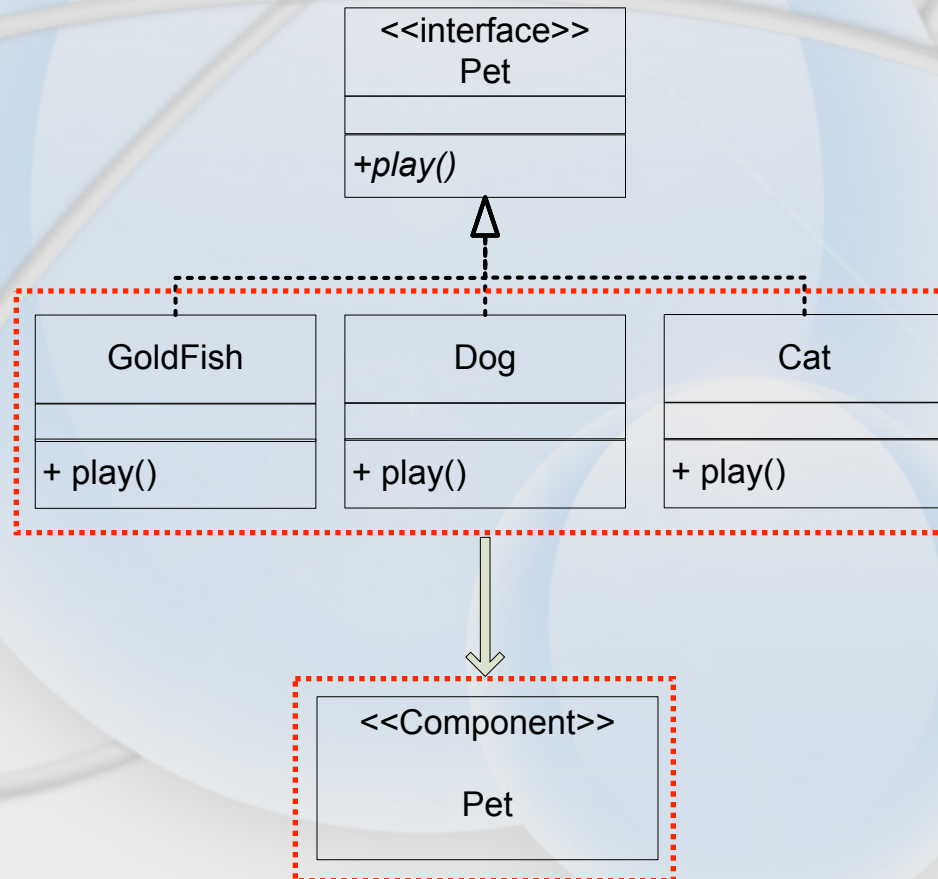 <<interface>>
Pet
+play()
GoldFish
Dog
Cat
+ play()
+ play()
+ play()
<<Component>>
Pet